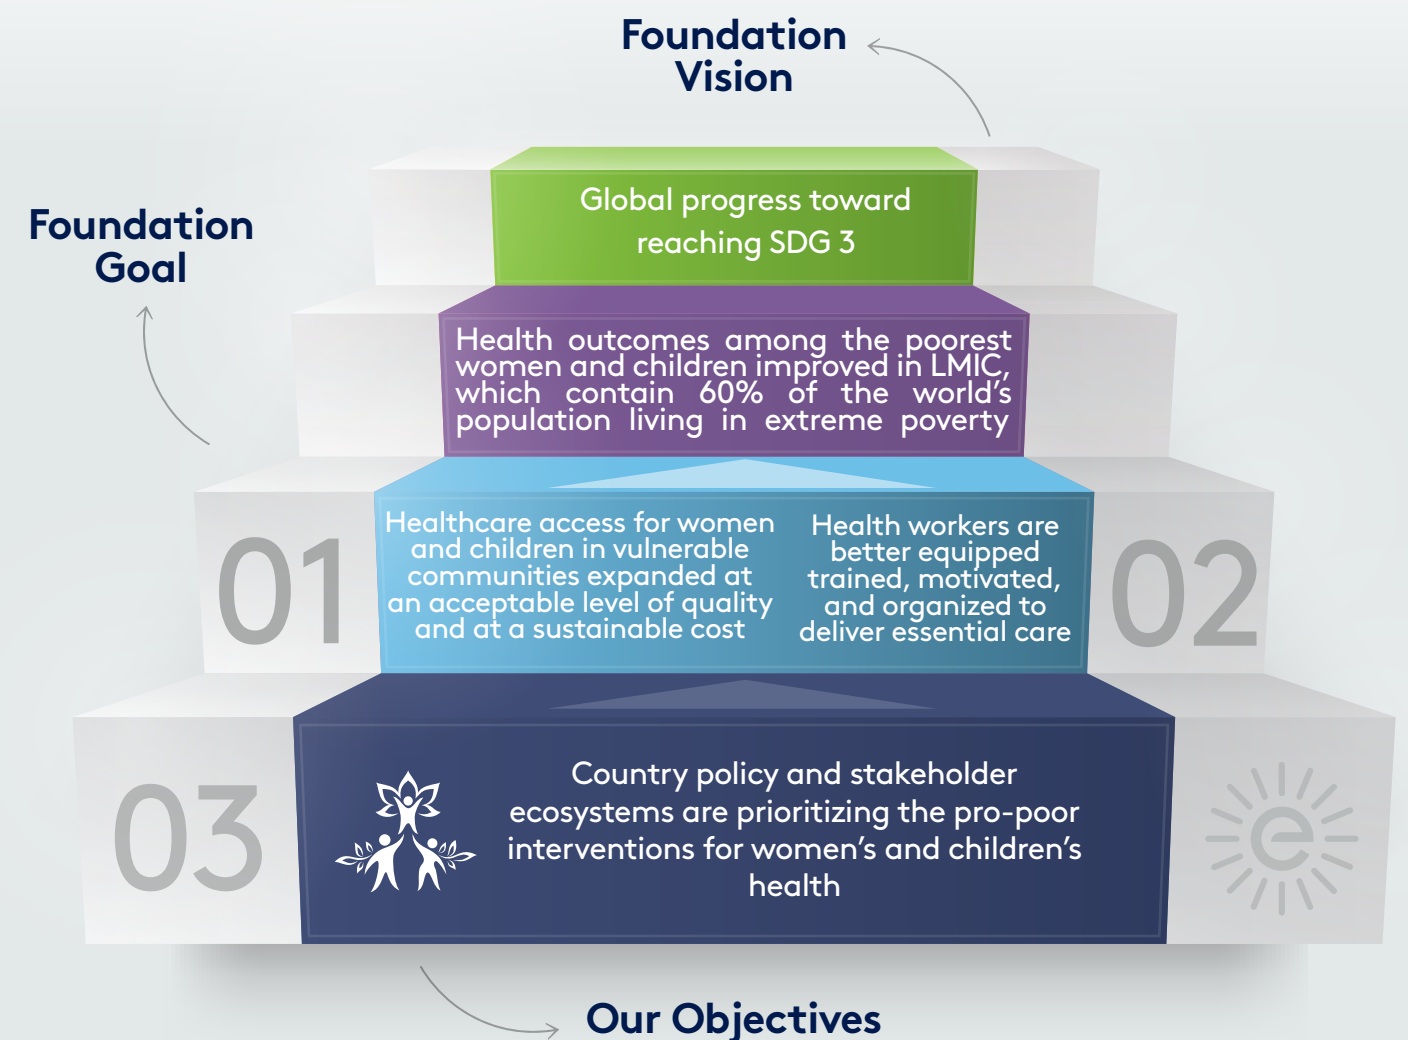 Foundation
Vision
Foundation
Goal
Global progress toward
reaching SDG 3
Health outcomes among the poorest
women and children improved in LMIC,
which contain 60% of the world's
population living in extreme poverty
01
Healthcare access for women
and children in vulnerable
communities expanded at
an acceptable level of quality
and at a sustainable cost
Health workers are
better equipped
trained, motivated,
and organized to
deliver essential care
02
03
Country policy and stakeholder
ecosystems are prioritizing the pro-poor
interventions for women's and children's
health
e
Our Objectives